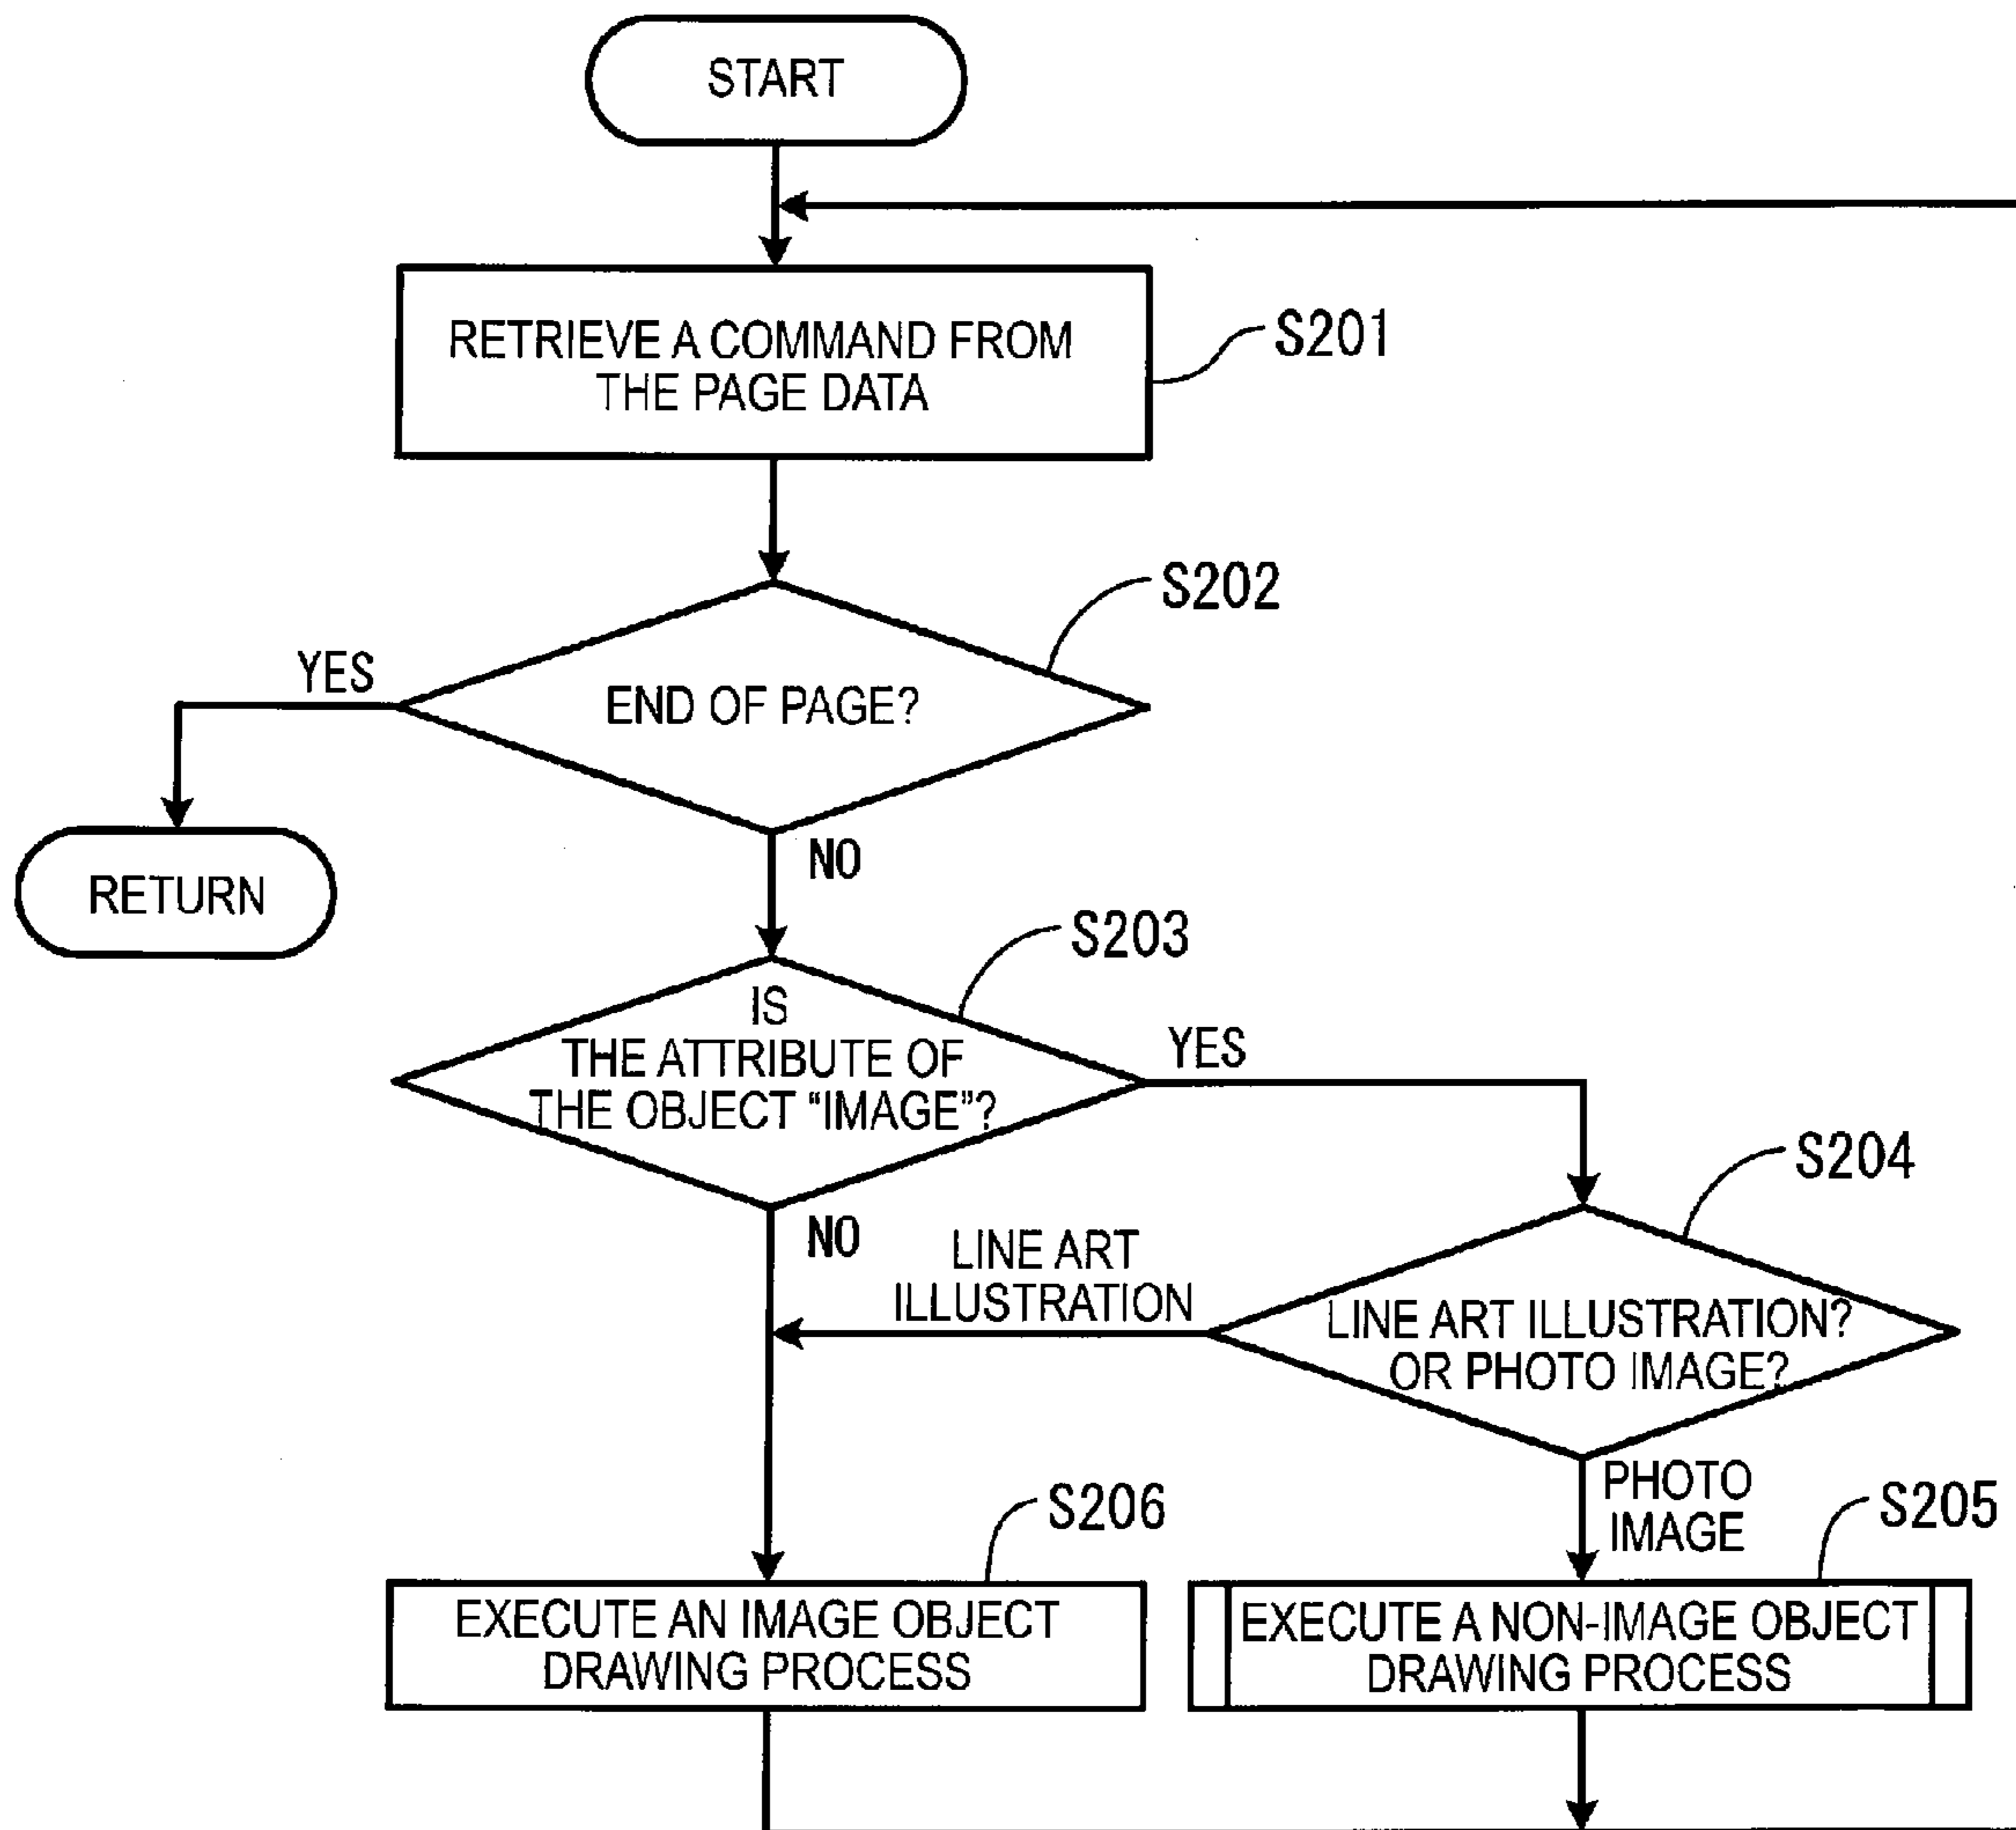 START
RETRIEVE A COMMAND FROM
THE PAGE DATA
S201
S202
YES
END OF PAGE?
NO
RETURN
S203
IS
THE ATTRIBUTE OF
THE OBJECT “IMAGE”?
YES
NO
S204
LINE ART
ILLUSTRATION
LINE ART ILLUSTRATION?
OR PHOTO IMAGE?
PHOTO
IMAGE
S206
S205
EXECUTE AN IMAGE OBJECT
DRAWING PROCESS
EXECUTE A NON-IMAGE OBJECT
DRAWING PROCESS